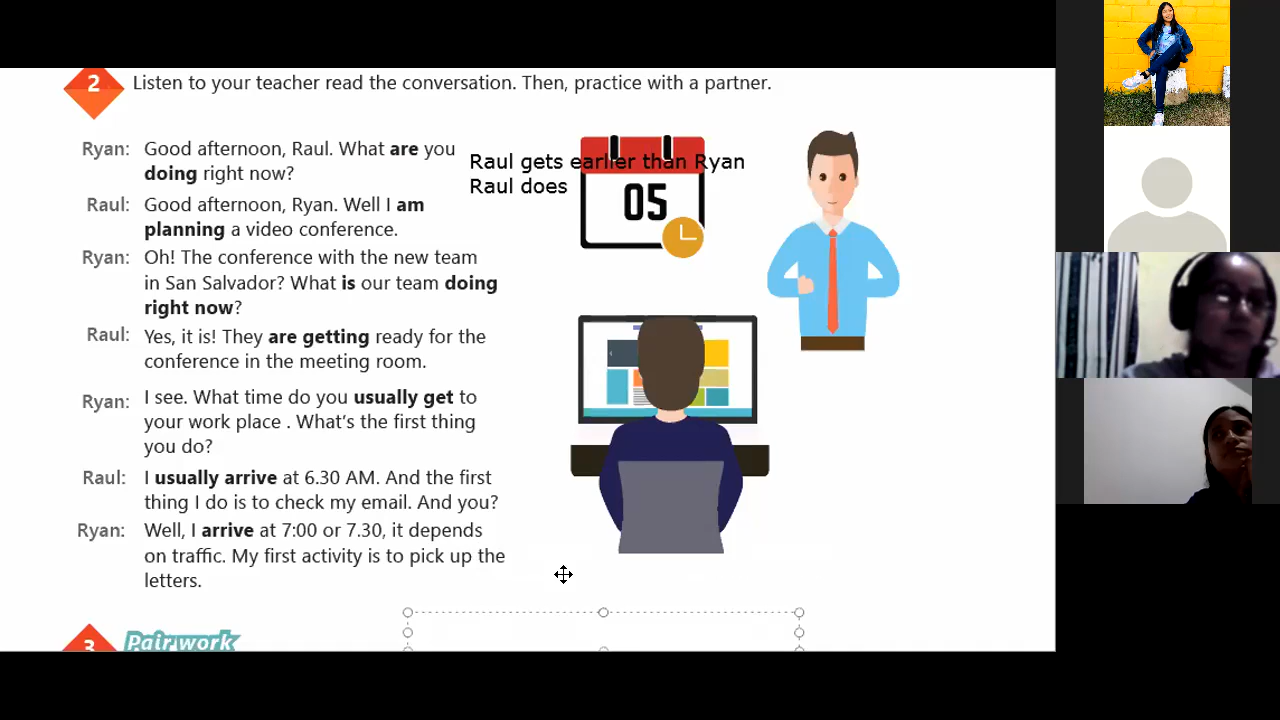 2 Listen to your teacher read the conversation. Then, practice with a partner.
Ryan: Good afternoon, Raul. What are you
doing right now?
Raul: Good afternoon, Ryan. Well I am
planning a video conference.
Ryan: Oh! The conference with the new team
in San Salvador? What is our team doing
right now?
Raul: Yes, it is! They are getting ready for the
conference in the meeting room.
Ryan: I see. What time do you usually get to
your work place . What's the first thing
you do?
Raul: I usually arrive at 6.30 AM. And the first
thing I do is to check my email. And you?
Ryan: Well, I arrive at 7:00 or 7.30, it depends
on traffic. My first activity is to pick up the
letters.
Raul gets earlier than Ryan
Raul does
05
3 Pair work